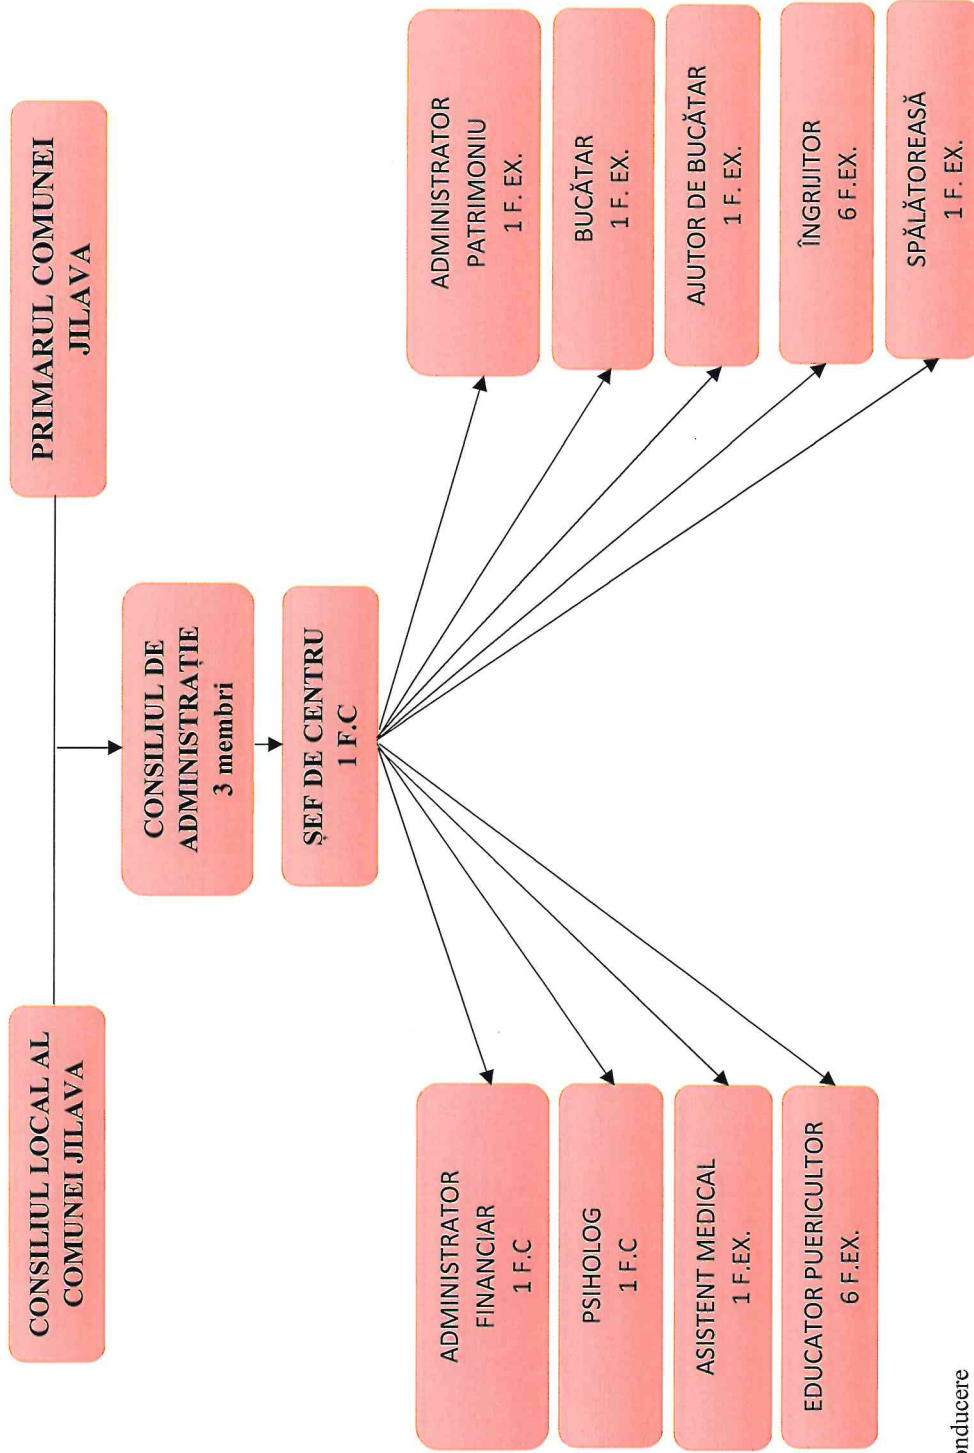 CONSILIUL LOCAL AL
COMUNEI JILAVA
PRIMARUL COMUNEI
JILAVA
CONSILIUL DE
ADMINISTRAȚIE
3 membri
ȘEF DE CENTRU
1 F.C
ADMINISTRATOR
FINANCIAR
1 F.C
PSIHOLOG
1 F.C
ASISTENT MEDICAL
1 F.EX.
EDUCATOR PUERICULTOR
6 F.EX.
ADMINISTRATOR
PATRIMONIU
1 F. EX.
BUCĂTAR
1 F. EX.
AJUTOR DE BUCĂTAR
1 F. EX.
ÎNGRIJITOR
6 F.EX.
SPĂLĂTOREASĂ
1 F. EX.